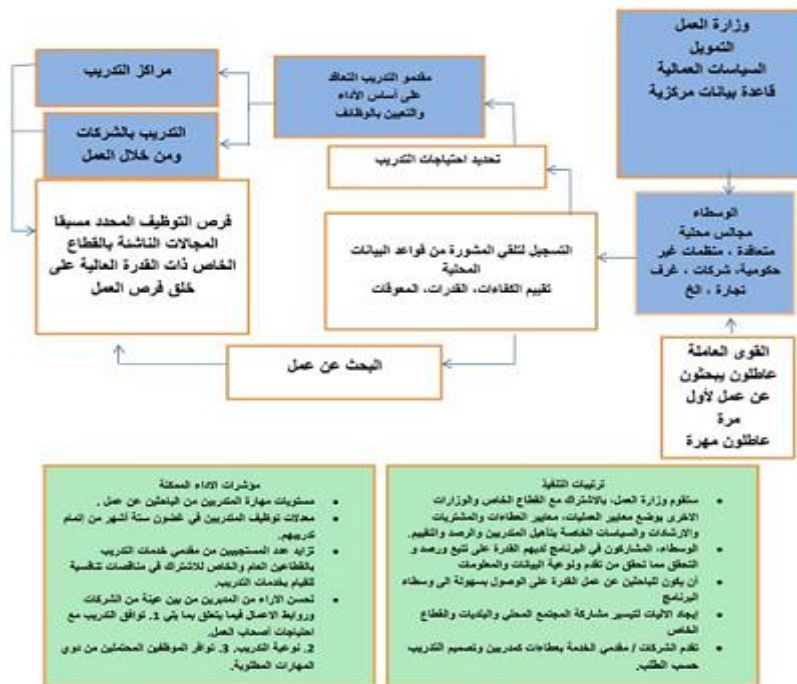 وزارة العمل
التمويل
السياسات العمالية
قاعدة بيانات مركزية
الوسطاء
مجالس محلية
متعاقدة ، منظمات غير
حكومية، شركات ، غرف
تجارة ، الخ
القوى العاملة
عاطلون يبحثون
عن عمل لأول
مرة
عاطلون مهرة
مقدمو التدريب التعاقد
على أساس الأداء
والتعيين بالوظائف
تحديد احتياجات التدريب
التسجيل لتلقي المشورة من قواعد البيانات
المحلية
تقييم الكفاءات، القدرات، المعوقات
البحث عن عمل
مراكز التدريب
التدريب بالشركات
ومن خلال العمل
فرص التوظيف المحدد مسبقا
المجالات الناشئة بالقطاع
الخاص ذات القدرة العالية على
خلق فرص العمل
ترتيبات التنفيذ
• ستقوم وزارة العمل، بالاشتراك مع القطاع الخاص والوزارات
الاخرى بوضع معايير العمليات، معايير العطاءات والمشتريات
والارشادات والسياسات الخاصة بتأهيل المتدربين والرصد والتقييم.
• الوسطاء، المشاركون في البرنامج لديهم القدرة على تتبع ورصد و
التحقق مما تحقق من تقدم ونوعية البيانات والمعلومات
• أن يكون للباحثين عن عمل القدرة على الوصول بسهولة الى وسطاء
البرنامج
• إيجاد الاليات لتيسير مشاركة المجتمع المحلي والبلديات والقطاع
الخاص
• تقدم الشركات / مقدمي الخدمة بعطاءات كمدربين وتصميم التدريب
حسب الطلب.
مؤشرات الاداء الممكنة
• مستويات مهارة المتدربين من الباحثين عن عمل .
• معدلات توظيف المتدربين في غضون ستة أشهر من إتمام
تدريبهم.
• تزايد عدد المستجيبين من مقدمي خدمات التدريب
بالقطاعين العام والخاص للاشتراك في مناقصات تنافسية
للقيام بخدمات التدريب.
• تحسن الاراء من المديرين من بين عينة من الشركات
وروابط الاعمال فيما يتعلق بما يلي 1. توافق التدريب مع
احتياجات أصحاب العمل.
2. نوعية التدريب. 3. توافر الموظفين المحتملين من ذوي
المهارات المطلوبة.